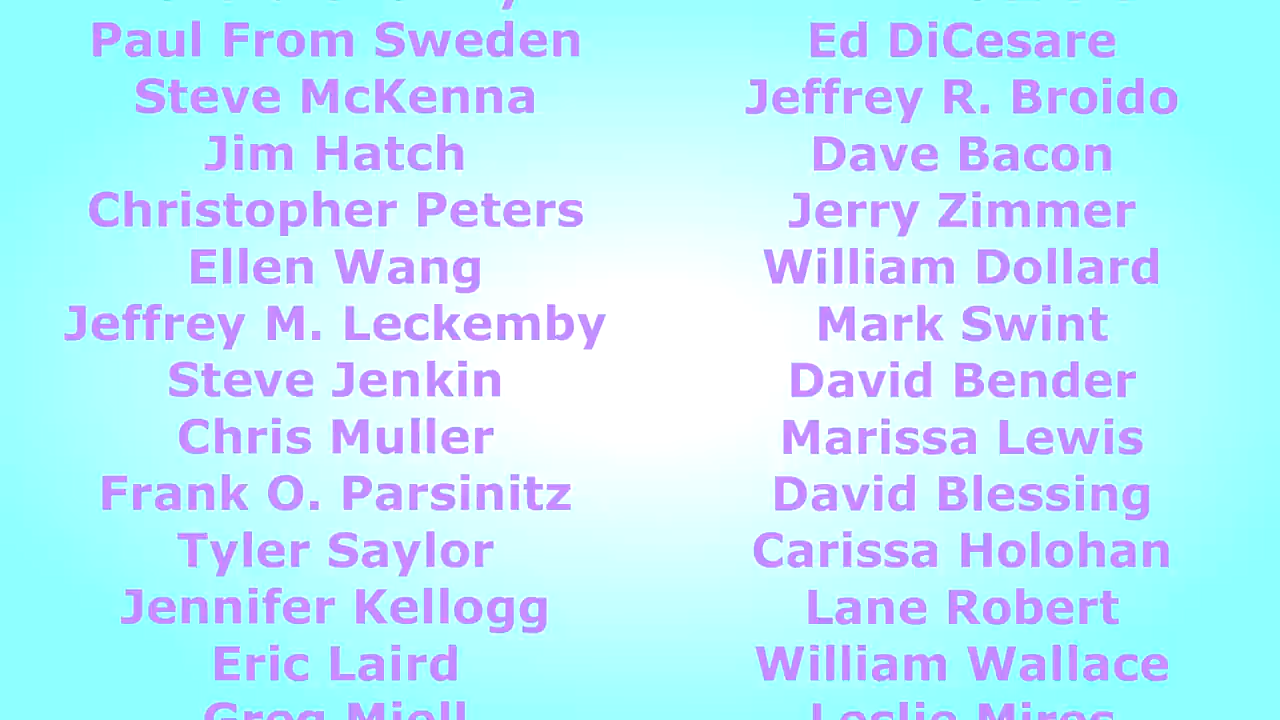 Paul From Sweden
Steve McKenna
Jim Hatch
Christopher Peters
Ellen Wang
Jeffrey M. Leckemby
Steve Jenkin
Chris Muller
Frank O. Parsinitz
Tyler Saylor
Jennifer Kellogg
Eric Laird
Greg
Ed DiCesare
Jeffrey R. Broido
Dave Bacon
Jerry Zimmer
William Dollard
Mark Swint
David Bender
Marissa Lewis
David Blessing
Carissa Holohan
Lane Robert
William Wallace
Leslie